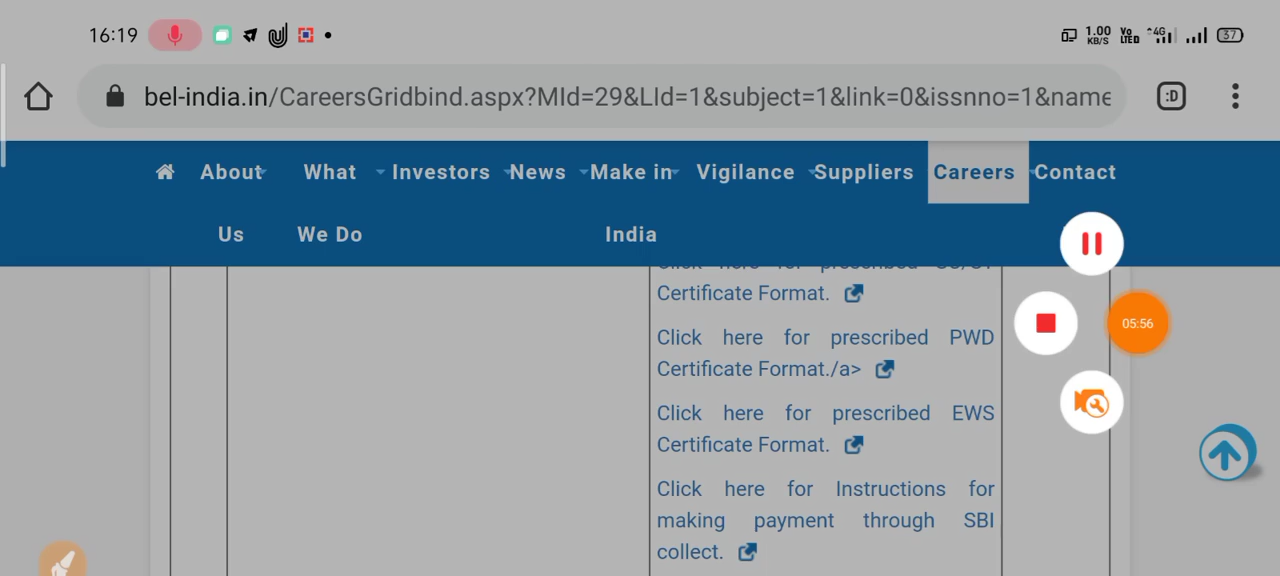 16:19
1.00
KB/S
Vo
LTED
4G
37
bel-india.in/CareersGridbind.aspx?MId=29&LId=1&subject=1&link=0&issnno=1&name
:D
About Us
What We Do
Investors
News
Make in India
Vigilance
Suppliers
Careers
Contact
Certificate Format.
Click here for prescribed PWD
Certificate Format./a>
Click here for prescribed EWS
Certificate Format.
Click here for Instructions for
making payment through SBI
collect.
05:56